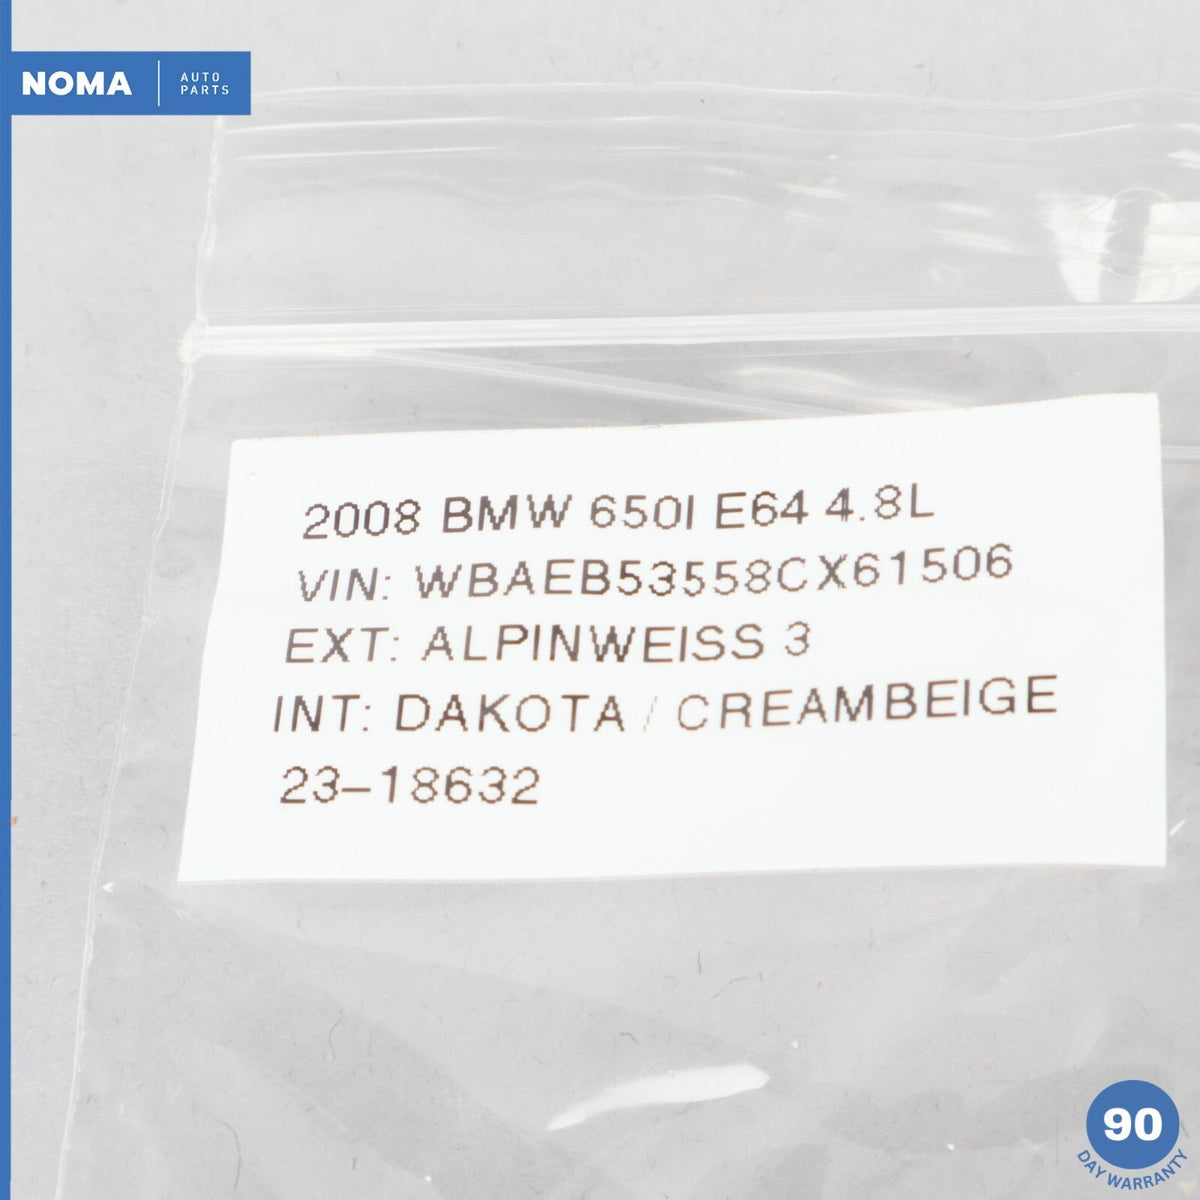 NOMA AUTO
PARTS
2008 BMW 650I E64 4.8L
VIN: WBAEB53558CX61506
EXT: ALPINWEISS 3
INT: DAKOTA / CREAMBEIGE
23-18632
90
DAY WARRANTY